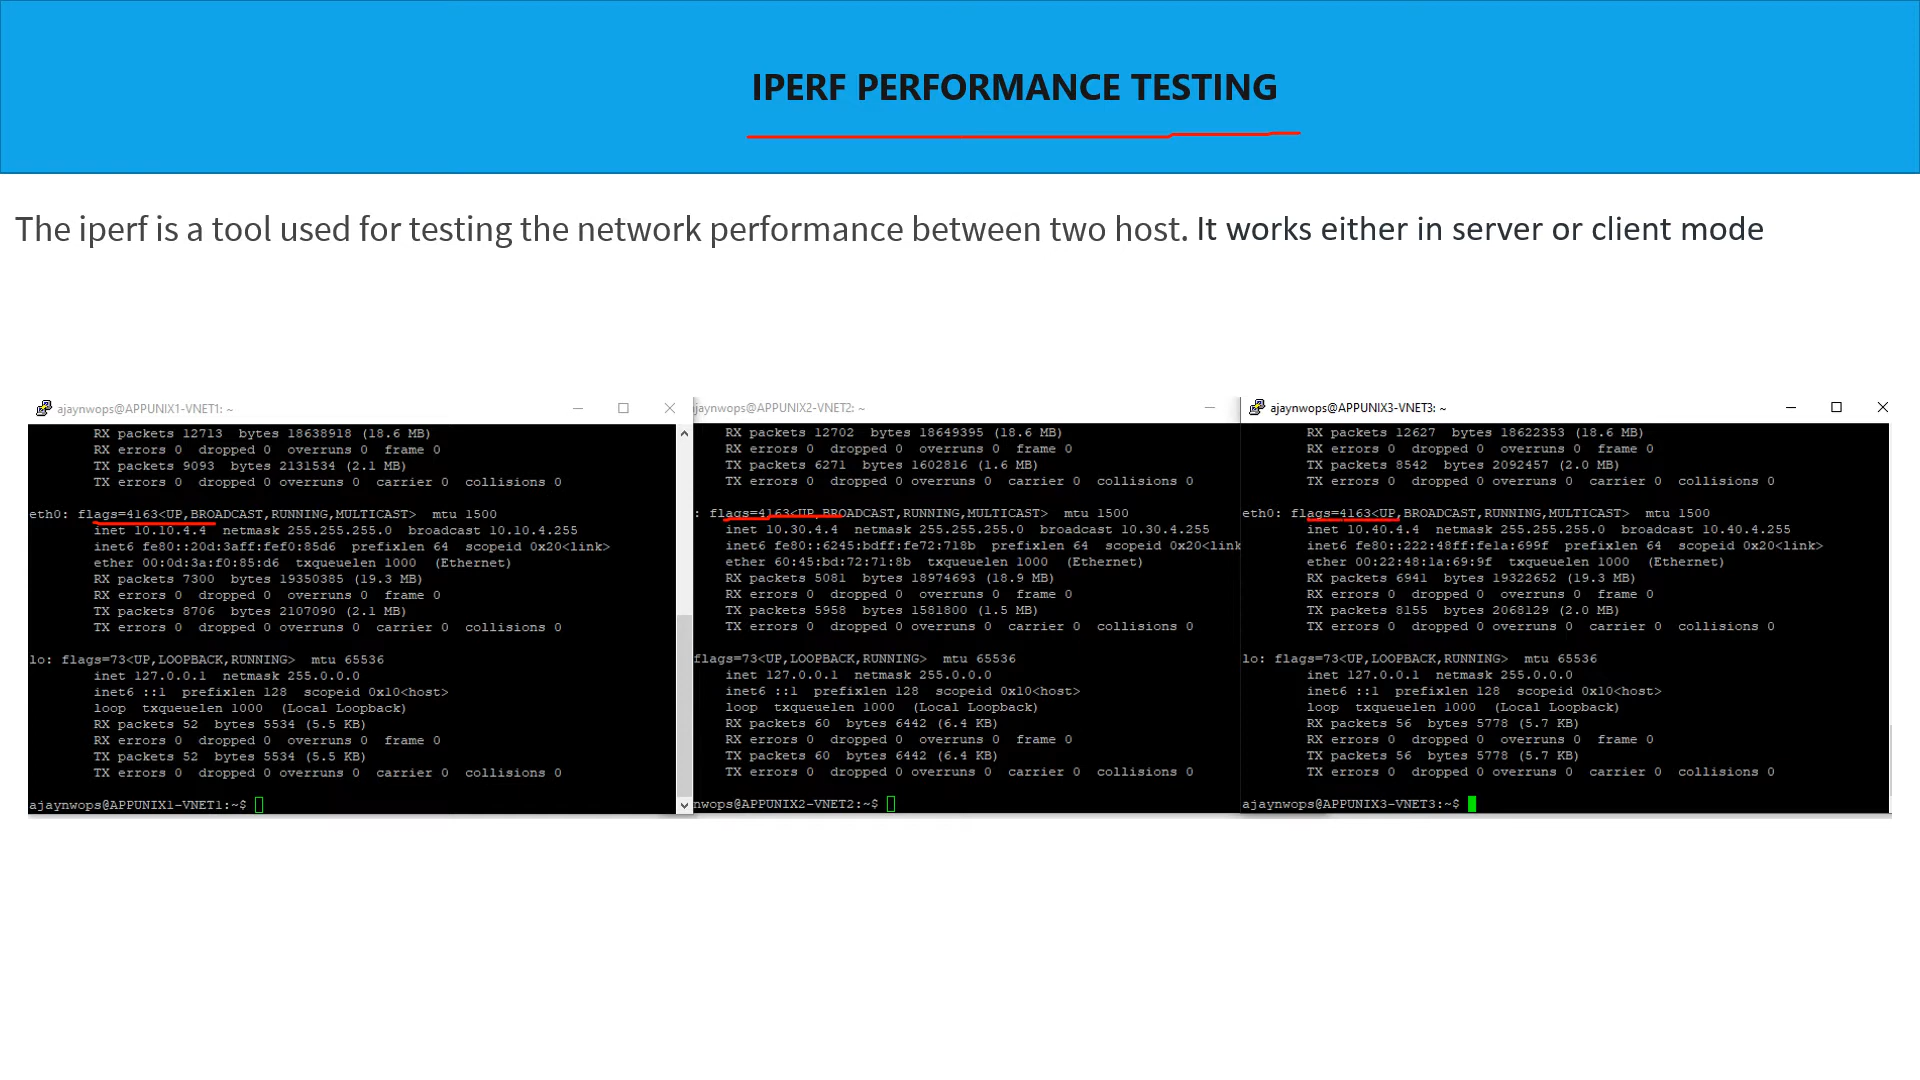 IPERF PERFORMANCE TESTING
The iperf is a tool used for testing the network performance between two host. It works either in server or client mode
ajaynwops@APPUNIX1-VNET1: ~
RX packets 12713 bytes 18638918 (18.6 MB)
RX errors 0 dropped 0 overruns 0 frame 0
TX packets 9093 bytes 2131534 (2.1 MB)
TX errors 0 dropped 0 overruns 0 carrier 0 collisions 0
eth0: flags=4163<UP,BROADCAST,RUNNING,MULTICAST> mtu 1500
inet 10.10.4.4 netmask 255.255.255.0 broadcast 10.10.4.255
inet6 fe80::20d:3aff:fef0:85d6 prefixlen 64 scopeid 0x20<link>
ether 00:0d:3a:f0:85:d6 txqueuelen 1000 (Ethernet)
RX packets 7300 bytes 19350385 (19.3 MB)
RX errors 0 dropped 0 overruns 0 frame 0
TX packets 8706 bytes 2107090 (2.1 MB)
TX errors 0 dropped 0 overruns 0 carrier 0 collisions 0
lo: flags=73<UP,LOOPBACK,RUNNING> mtu 65536
inet 127.0.0.1 netmask 255.0.0.0
inet6 ::1 prefixlen 128 scopeid 0x10<host>
loop txqueuelen 1000 (Local Loopback)
RX packets 52 bytes 5534 (5.5 KB)
RX errors 0 dropped 0 overruns 0 frame 0
TX packets 52 bytes 5534 (5.5 KB)
TX errors 0 dropped 0 overruns 0 carrier 0 collisions 0
ajaynwops@APPUNIX1-VNET1:~$
jaynwops@APPUNIX2-VNET2: ~
RX packets 12702 bytes 18649395 (18.6 MB)
RX errors 0 dropped 0 overruns 0 frame 0
TX packets 6271 bytes 1602816 (1.6 MB)
TX errors 0 dropped 0 overruns 0 carrier 0 collisions 0
: flags=4163<UP,BROADCAST,RUNNING,MULTICAST> mtu 1500
inet 10.30.4.4 netmask 255.255.255.0 broadcast 10.30.4.255
inet6 fe80::6245:bdff:fe72:718b prefixlen 64 scopeid 0x20<link
ether 60:45:bd:72:71:8b txqueuelen 1000 (Ethernet)
RX packets 5081 bytes 18974693 (18.9 MB)
RX errors 0 dropped 0 overruns 0 frame 0
TX packets 5958 bytes 1581800 (1.5 MB)
TX errors 0 dropped 0 overruns 0 carrier 0 collisions 0
flags=73<UP,LOOPBACK,RUNNING> mtu 65536
inet 127.0.0.1 netmask 255.0.0.0
inet6 ::1 prefixlen 128 scopeid 0x10<host>
loop txqueuelen 1000 (Local Loopback)
RX packets 60 bytes 6442 (6.4 KB)
RX errors 0 dropped 0 overruns 0 frame 0
TX packets 60 bytes 6442 (6.4 KB)
TX errors 0 dropped 0 overruns 0 carrier 0 collisions 0
nwops@APPUNIX2-VNET2:~$
ajaynwops@APPUNIX3-VNET3: ~
RX packets 12627 bytes 18622353 (18.6 MB)
RX errors 0 dropped 0 overruns 0 frame 0
TX packets 8542 bytes 2092457 (2.0 MB)
TX errors 0 dropped 0 overruns 0 carrier 0 collisions 0
eth0: flags=4163<UP,BROADCAST,RUNNING,MULTICAST> mtu 1500
inet 10.40.4.4 netmask 255.255.255.0 broadcast 10.40.4.255
inet6 fe80::222:48ff:fe1a:699f prefixlen 64 scopeid 0x20<link>
ether 00:22:48:1a:69:9f txqueuelen 1000 (Ethernet)
RX packets 6941 bytes 19322652 (19.3 MB)
RX errors 0 dropped 0 overruns 0 frame 0
TX packets 8155 bytes 2068129 (2.0 MB)
TX errors 0 dropped 0 overruns 0 carrier 0 collisions 0
lo: flags=73<UP,LOOPBACK,RUNNING> mtu 65536
inet 127.0.0.1 netmask 255.0.0.0
inet6 ::1 prefixlen 128 scopeid 0x10<host>
loop txqueuelen 1000 (Local Loopback)
RX packets 56 bytes 5778 (5.7 KB)
RX errors 0 dropped 0 overruns 0 frame 0
TX packets 56 bytes 5778 (5.7 KB)
TX errors 0 dropped 0 overruns 0 carrier 0 collisions 0
ajaynwops@APPUNIX3-VNET3:~$